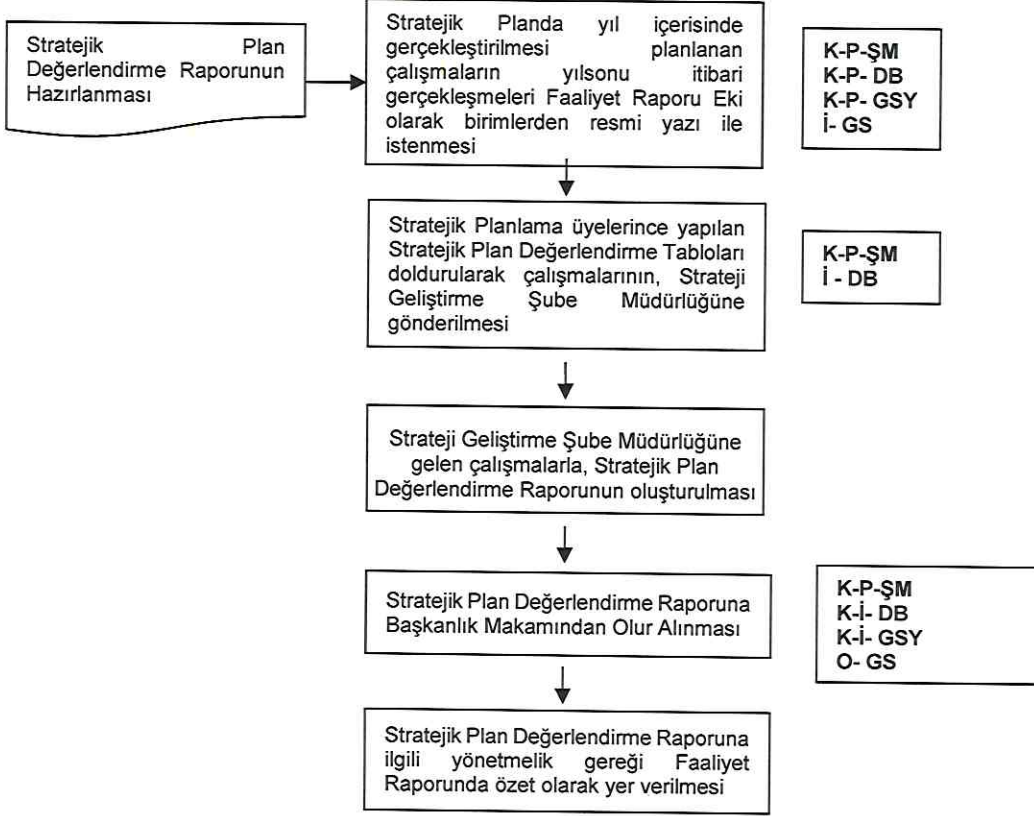 Stratejik Plan
Değerlendirme Raporunun
Hazırlanması
Stratejik Planda yıl içerisinde
gerçekleştirilmesi planlanan
çalışmaların yılsonu itibari
gerçekleşmeleri Faaliyet Raporu Eki
olarak birimlerden resmi yazı ile
istenmesi
K-P-ŞM
K-P- DB
K-P- GSY
İ- GS
Stratejik Planlama üyelerince yapılan
Stratejik Plan Değerlendirme Tabloları
doldurularak çalışmalarının, Strateji
Geliştirme Şube Müdürlüğüne
gönderilmesi
K-P-ŞM
İ - DB
Strateji Geliştirme Şube Müdürlüğüne
gelen çalışmalarla, Stratejik Plan
Değerlendirme Raporunun oluşturulması
Stratejik Plan Değerlendirme Raporuna
Başkanlık Makamından Olur Alınması
K-P-ŞM
K-İ- DB
K-İ- GSY
O- GS
Stratejik Plan Değerlendirme Raporuna
ilgili yönetmelik gereği Faaliyet
Raporunda özet olarak yer verilmesi